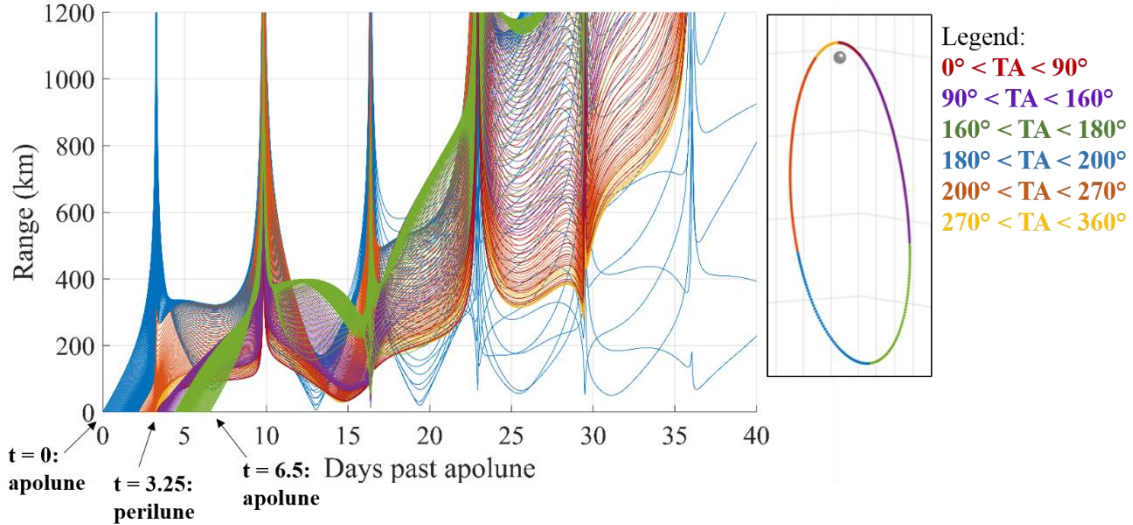 1200
1000
800
600
400
200
0
Range (km)
0 5 10 15 20 25 30 35 40
Days past apolune
t = 0:
apolune
t = 3.25:
perilune
t = 6.5:
apolune
Legend:
0° < TA < 90°
90° < TA < 160°
160° < TA < 180°
180° < TA < 200°
200° < TA < 270°
270° < TA < 360°